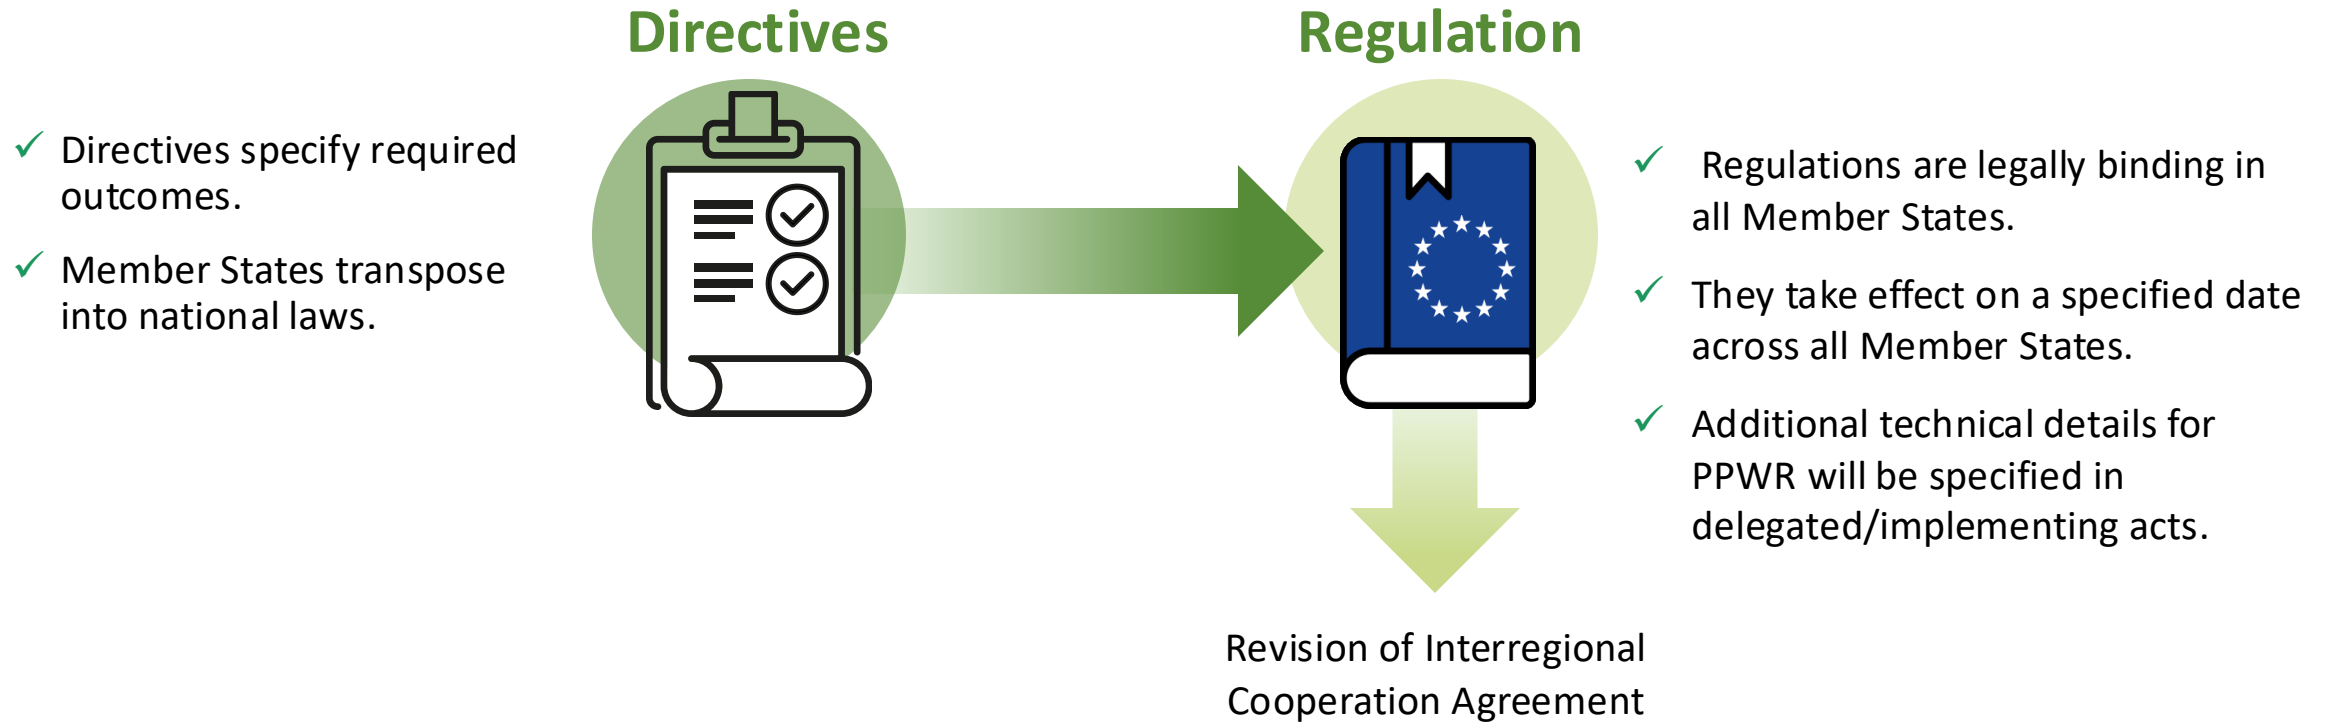 Directives
Regulation
Directives specify required
outcomes.
Member States transpose
into national laws.
Regulations are legally binding in
all Member States.
They take effect on a specified date
across all Member States.
Additional technical details for
PPWR will be specified in
delegated/implementing acts.
Revision of Interregional
Cooperation Agreement